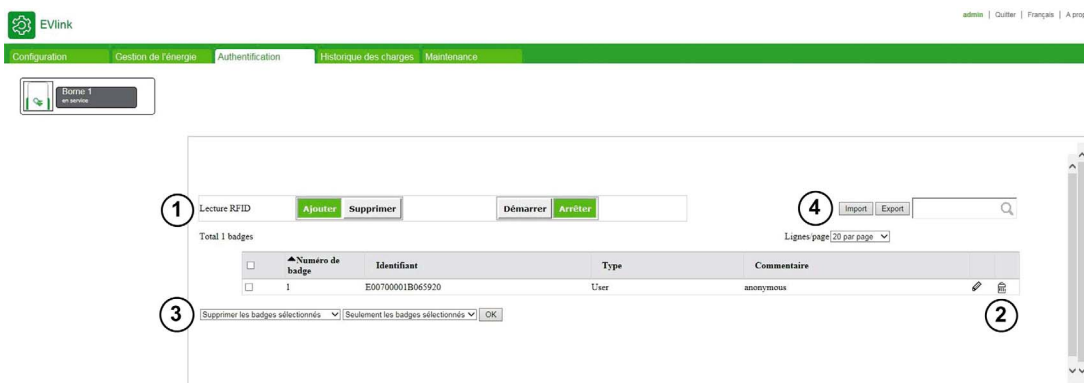 EVlink
admin | Quitter | Français | A prop
Configuration Gestion de l'énergie Authentification Historique des charges Maintenance
Borne 1
en service
1 Lecture RFID Ajouter Supprimer Démarrer Arrêter 4 Import Export
Total 1 badges Lignes/page 20 par page
Numéro de badge Identifiant Type Commentaire
1 E00700001B065920 User anonymous
3 Supprimer les badges sélectionnés Seulement les badges sélectionnés OK 2